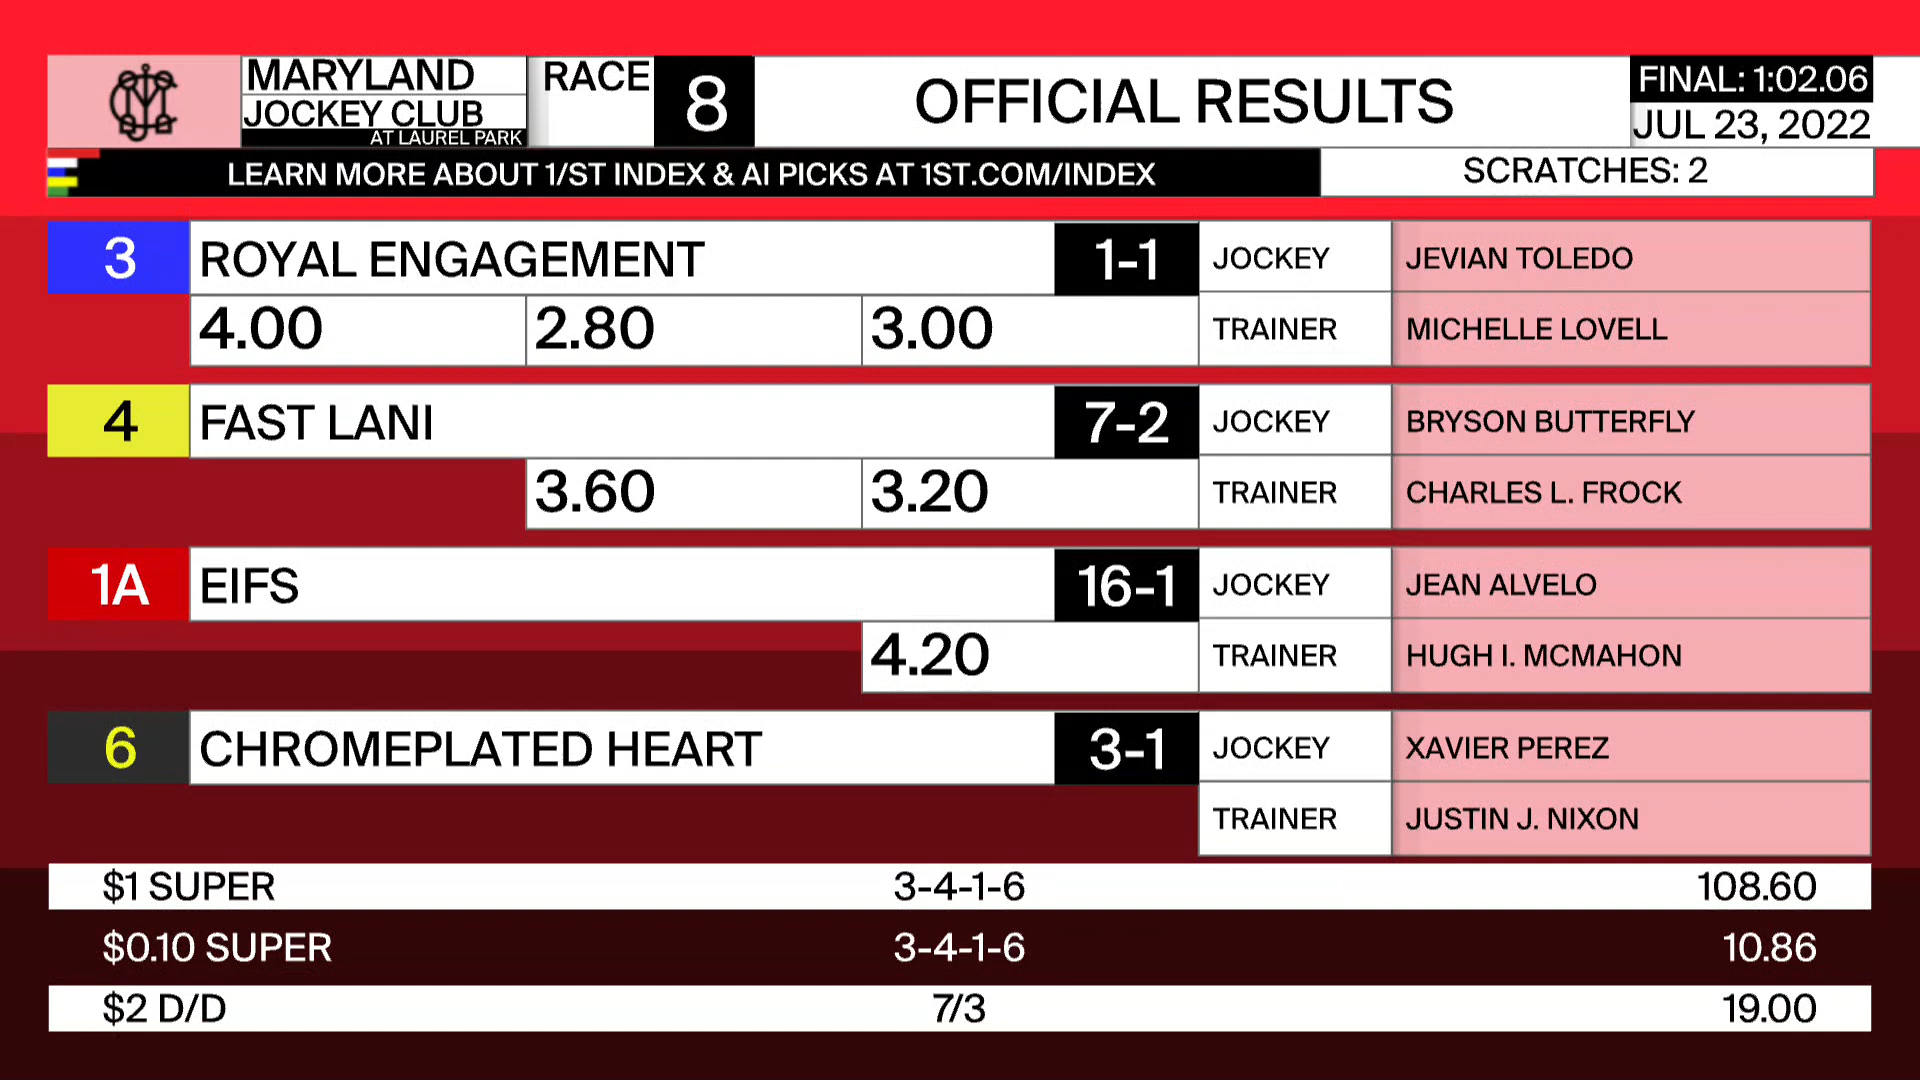 MARYLAND
JOCKEY CLUB
AT LAUREL PARK
RACE 8
OFFICIAL RESULTS
FINAL: 1:02.06
JUL 23, 2022
LEARN MORE ABOUT 1/ST INDEX & AI PICKS AT 1ST.COM/INDEX
SCRATCHES: 2
3 ROYAL ENGAGEMENT 1-1 JOCKEY JEVIAN TOLEDO
4.00 2.80 3.00 TRAINER MICHELLE LOVELL
4 FAST LANI 7-2 JOCKEY BRYSON BUTTERFLY
3.60 3.20 TRAINER CHARLES L. FROCK
1A EIFS 16-1 JOCKEY JEAN ALVELO
4.20 TRAINER HUGH I. MCMAHON
6 CHROMEPLATED HEART 3-1 JOCKEY XAVIER PEREZ
TRAINER JUSTIN J. NIXON
$1 SUPER 3-4-1-6 108.60
$0.10 SUPER 3-4-1-6 10.86
$2 D/D 7/3 19.00